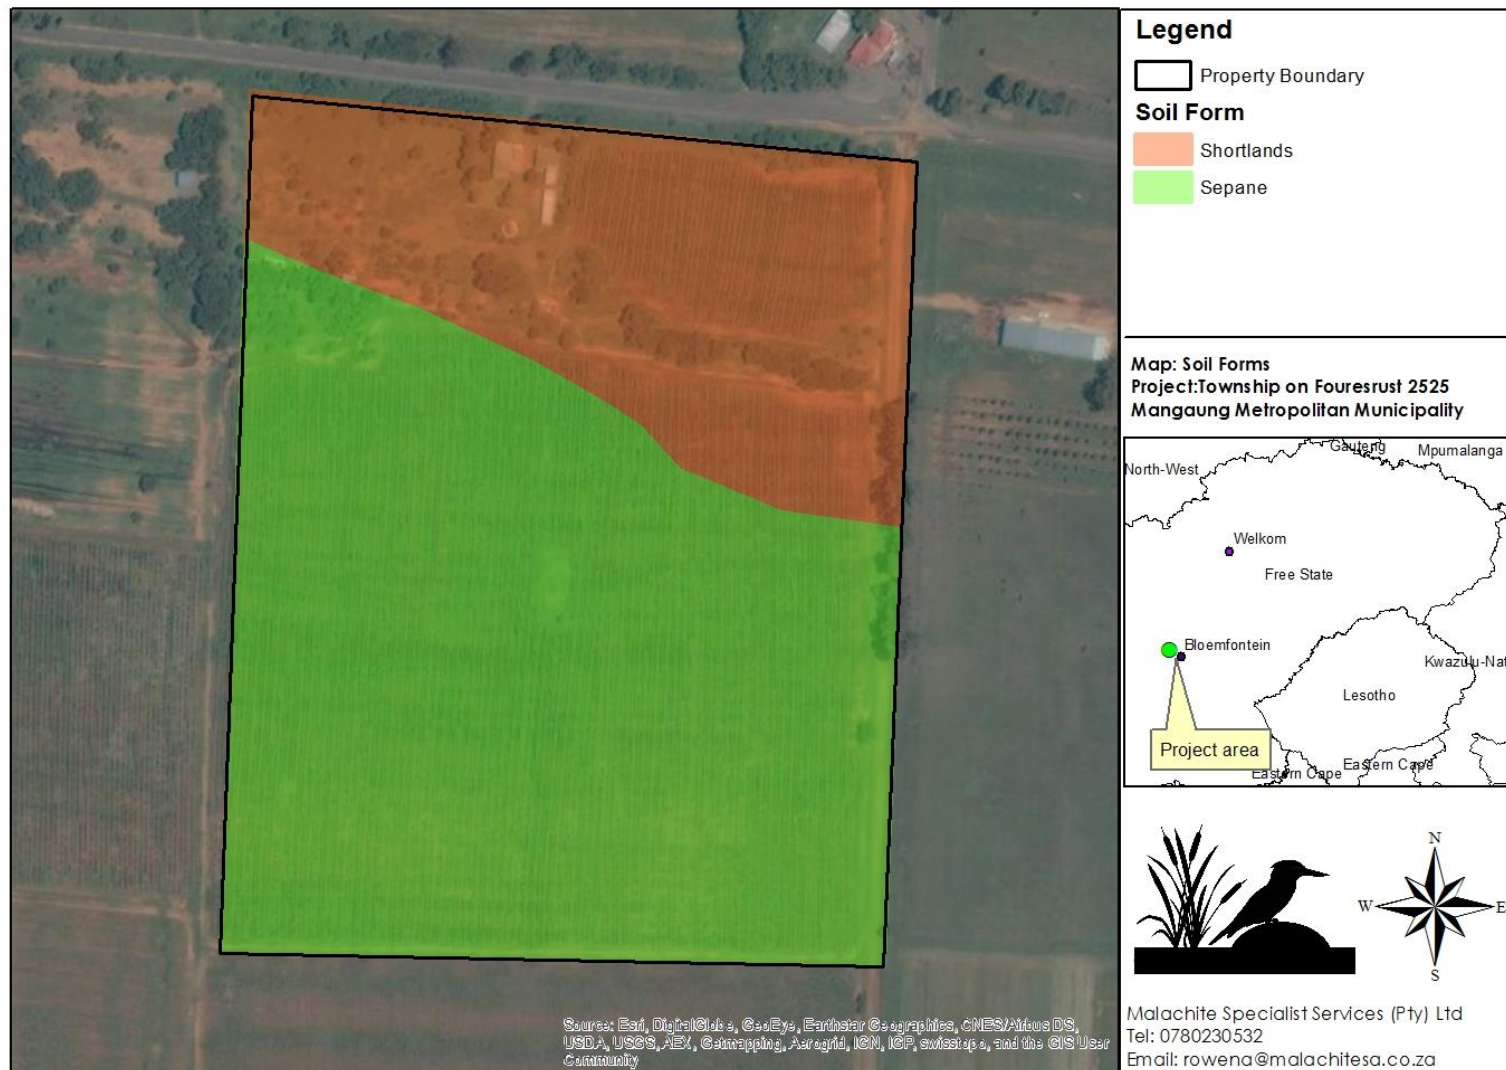 Legend
Property Boundary
Soil Form
Shortlands
Sepane
Map: Soil Forms
Project:Township on Fouresrust 2525
Mangaung Metropolitan Municipality
Gauteng
Mpumalanga
North-West
Welkom
Free State
Bloemfontein
Kwazulu-Nat
Lesotho
Project area
Eastern Cape
Eastern Cape
N
W
E
S
Source: Esri, DigitalGlobe, GeoEye, Earthstar Geographics, CNES/Airbus DS,
USDA, USGS, AEX, Getmapping, Aerogrid, IGN, IGP, swisstopo, and the GIS User
Community
Malachite Specialist Services (Pty) Ltd
Tel: 0780230532
Email: rowena@malachitesa.co.za